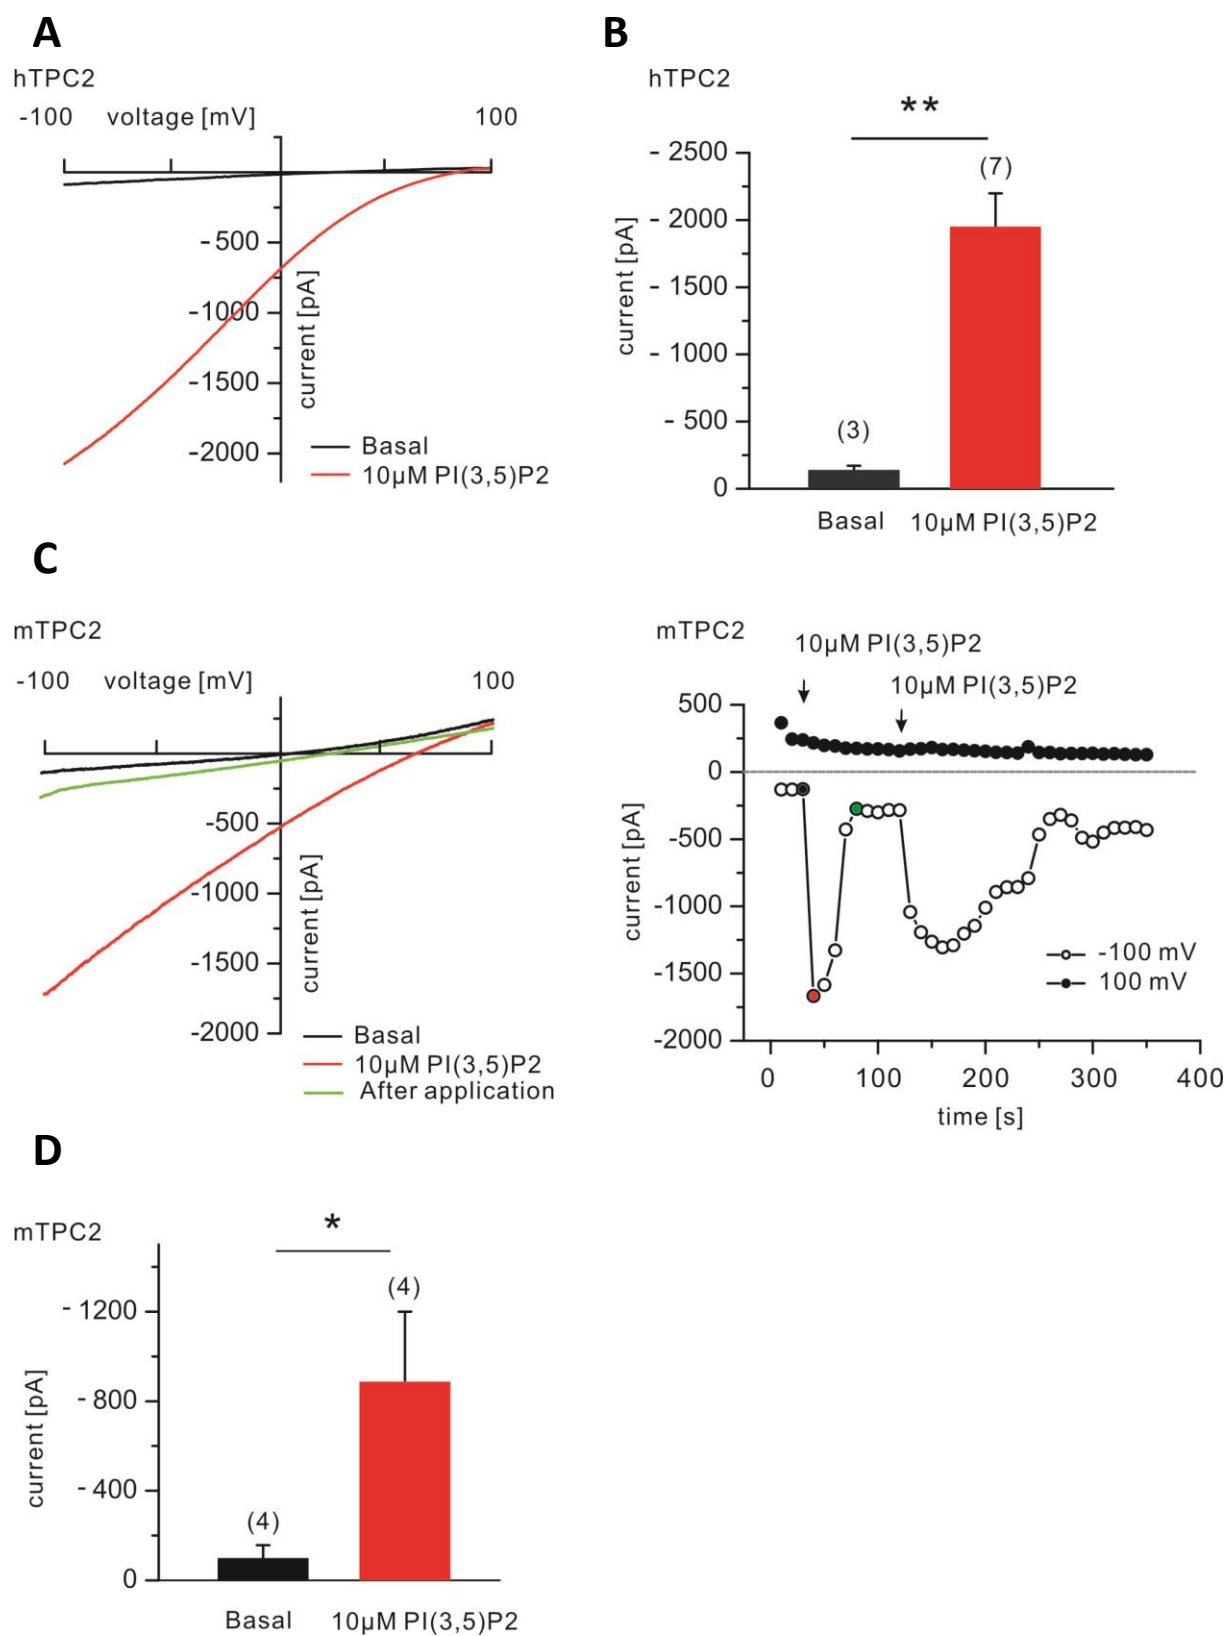 A
hTPC2
-100 voltage [mV] 100
-500
-1000
-1500
-2000
current [pA]
Basal
10µM PI(3,5)P2
B
hTPC2
**
- 2500
- 2000
- 1500
- 1000
- 500
0
current [pA]
(3)
(7)
Basal 10µM PI(3,5)P2
C
mTPC2
-100 voltage [mV] 100
-500
-1000
-1500
-2000
current [pA]
Basal
10µM PI(3,5)P2
After application
mTPC2
10µM PI(3,5)P2
10µM PI(3,5)P2
500
0
-500
-1000
-1500
-2000
current [pA]
-100 mV
100 mV
0 100 200 300 400
time [s]
D
mTPC2
*
- 1200
- 800
- 400
0
current [pA]
(4)
(4)
Basal 10µM PI(3,5)P2